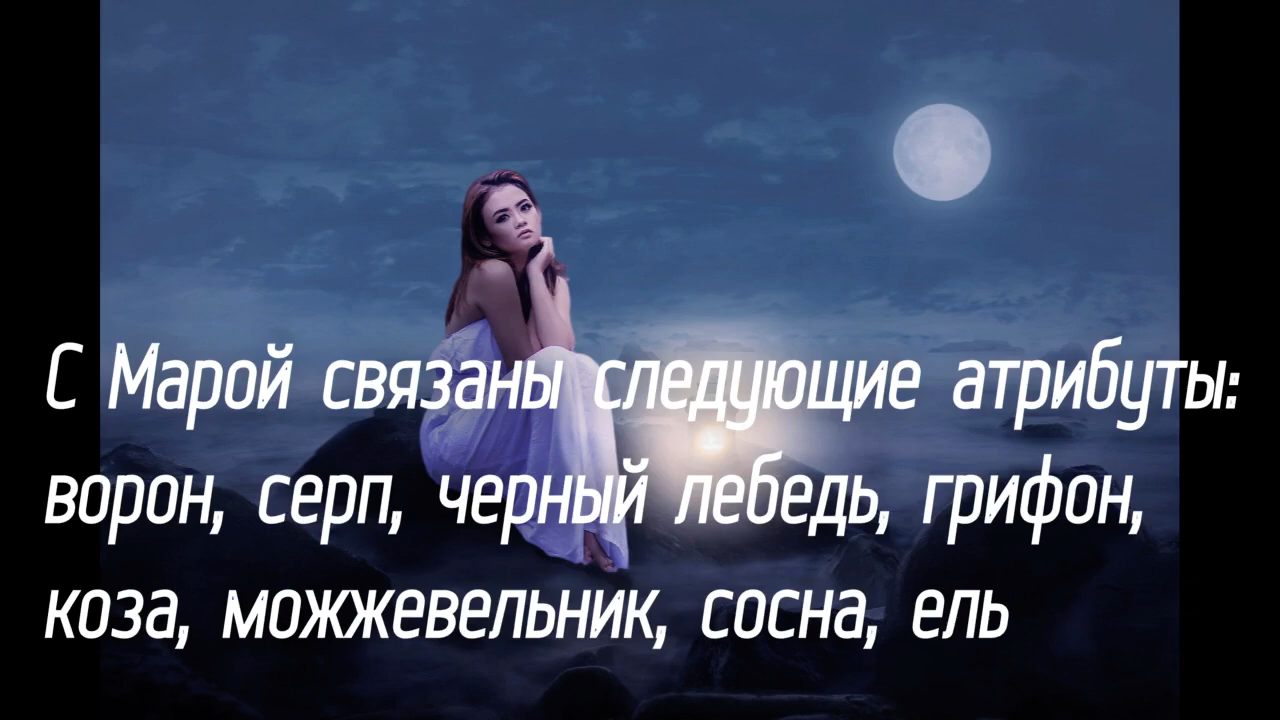 С Марой связаны следующие атрибуты:
ворон, серп, черный лебедь, грифон,
коза, можжевельник, сосна, ель